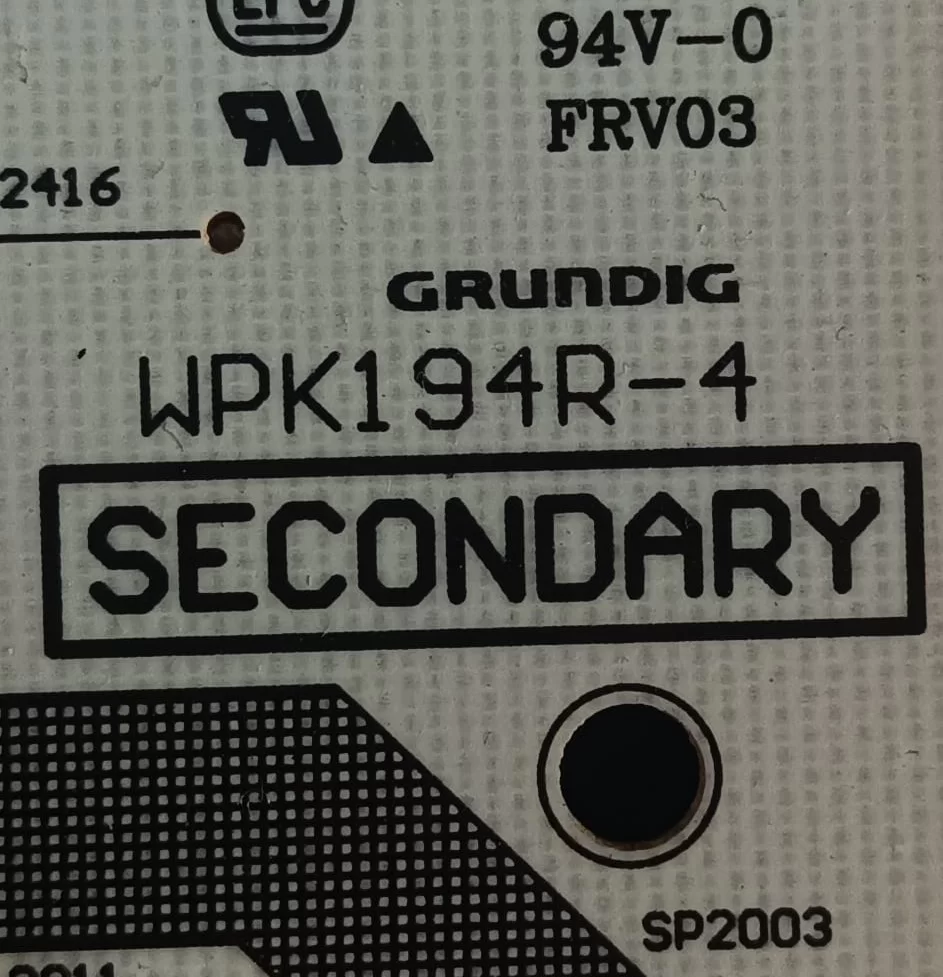 94V-0
FRV03
2416
GRUNDIG
WPK194R-4
SECONDARY
SP2003